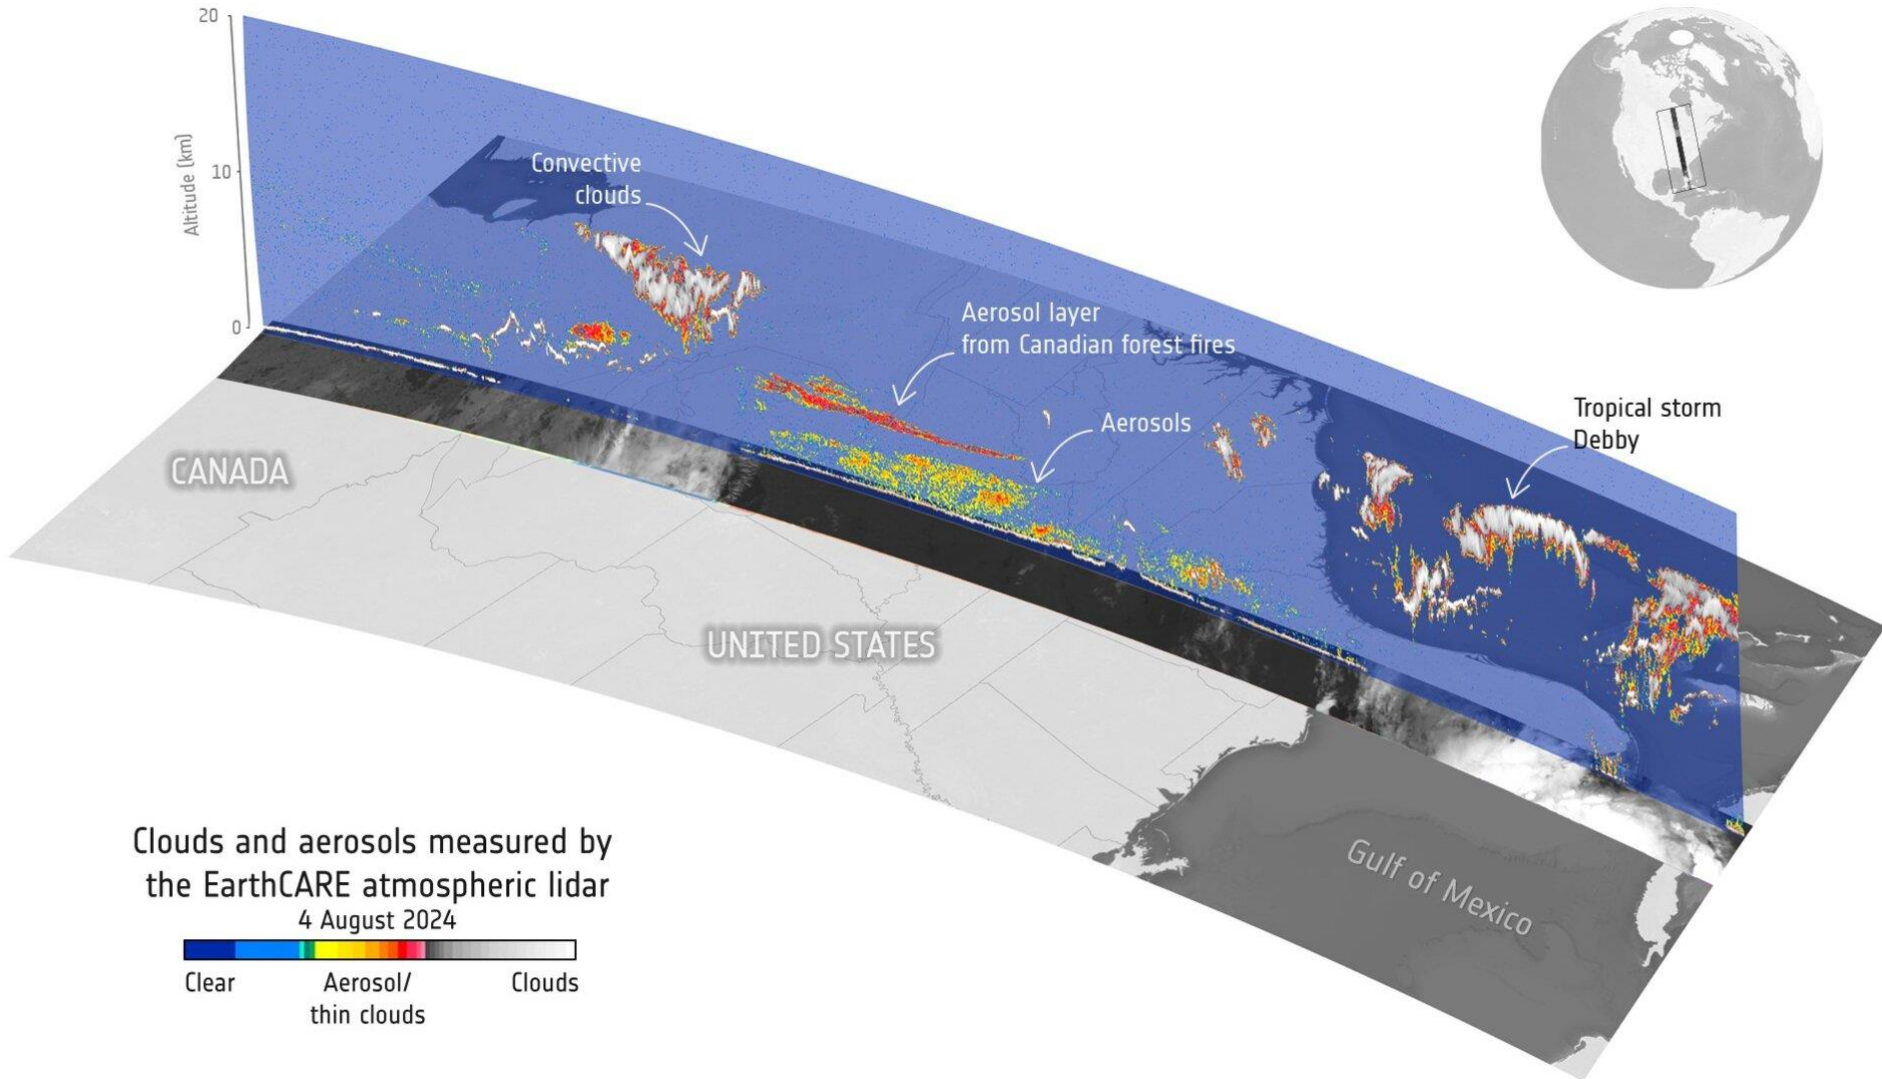 20
10
0
Altitude (km)
Convective
clouds
Aerosol layer
from Canadian forest fires
Aerosols
Tropical storm
Debby
CANADA
UNITED STATES
Gulf of Mexico
Clouds and aerosols measured by
the EarthCARE atmospheric lidar
4 August 2024
Clear
Aerosol/
thin clouds
Clouds